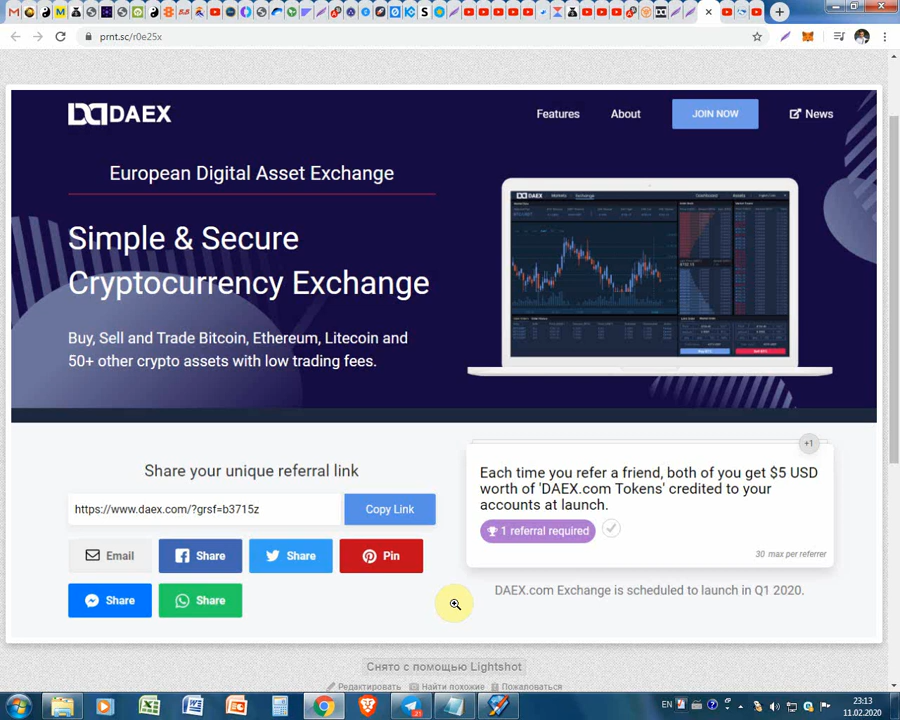 prnt.sc/r0e25x
DAEX
Features
About
JOIN NOW
News
European Digital Asset Exchange
Simple & Secure
Cryptocurrency Exchange
Buy, Sell and Trade Bitcoin, Ethereum, Litecoin and
50+ other crypto assets with low trading fees.
DAEX
Markets
Exchange
+1
Share your unique referral link
https://www.daex.com/?grsf=b3715z
Copy Link
Email
Share
Share
Pin
Share
Share
Each time you refer a friend, both of you get $5 USD
worth of 'DAEX.com Tokens' credited to your
accounts at launch.
1 referral required
30 max per referrer
DAEX.com Exchange is scheduled to launch in Q1 2020.
Снято с помощью Lightshot
Редактировать
Найти похожие
Пожаловаться
EN
23:13
11.02.2020